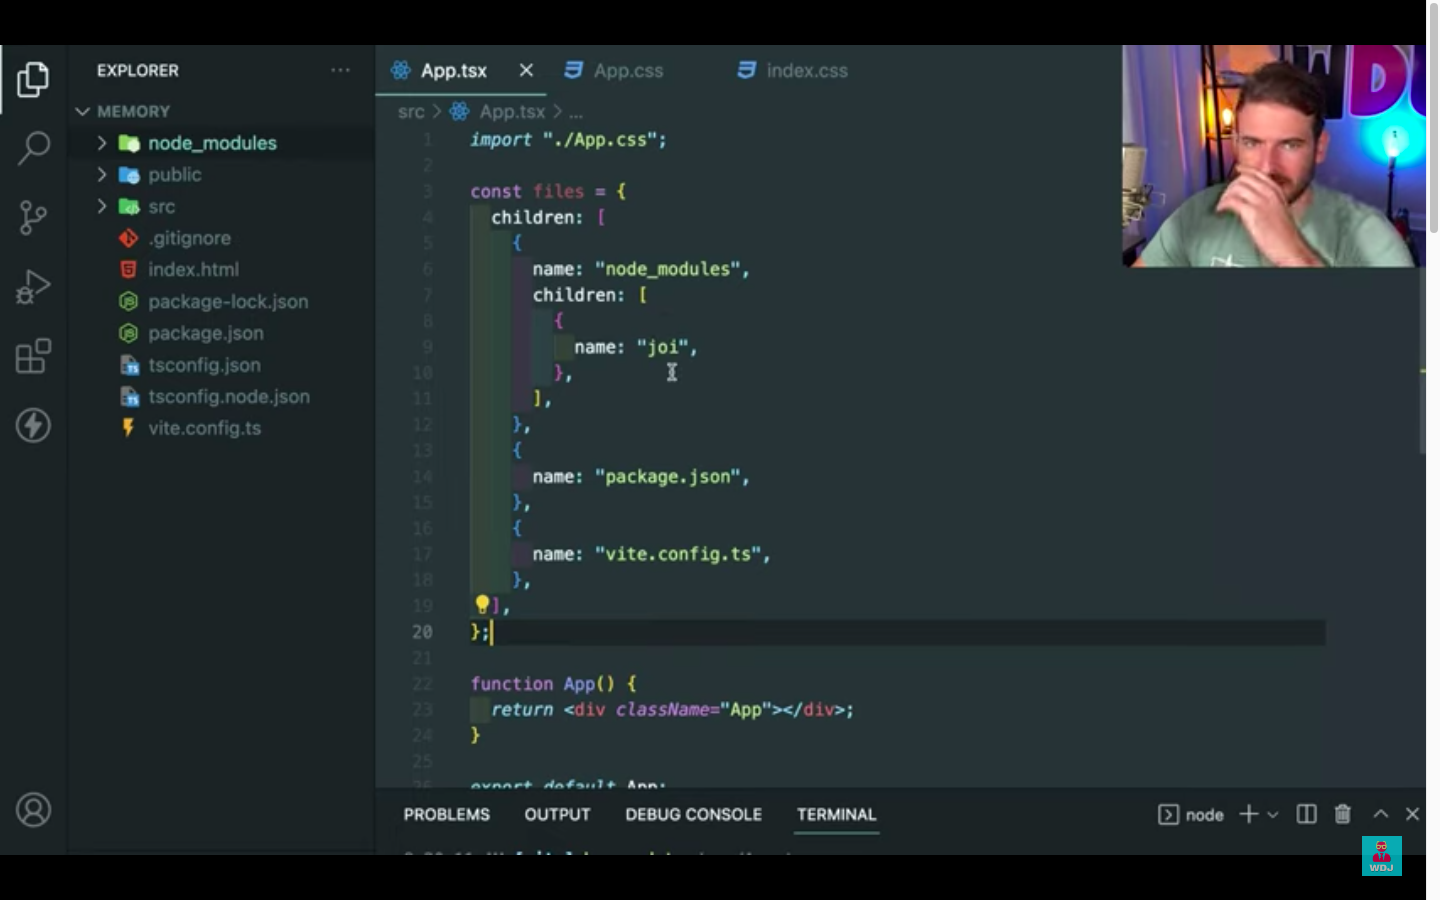 EXPLORER
...
MEMORY
node_modules
public
src
.gitignore
index.html
package-lock.json
package.json
tsconfig.json
tsconfig.node.json
vite.config.ts
App.tsx
App.css
index.css
src > App.tsx > ...
1 import "./App.css";
2
3 const files = {
4 children: [
5 {
6 name: "node_modules",
7 children: [
8 {
9 name: "joi",
10 },
11 ],
12 },
13 {
14 name: "package.json",
15 },
16 {
17 name: "vite.config.ts",
18 },
19 ],
20 };
21
22 function App() {
23 return <div className="App"></div>;
24 }
25
26 export default App;
PROBLEMS
OUTPUT
DEBUG CONSOLE
TERMINAL
node
WDJ